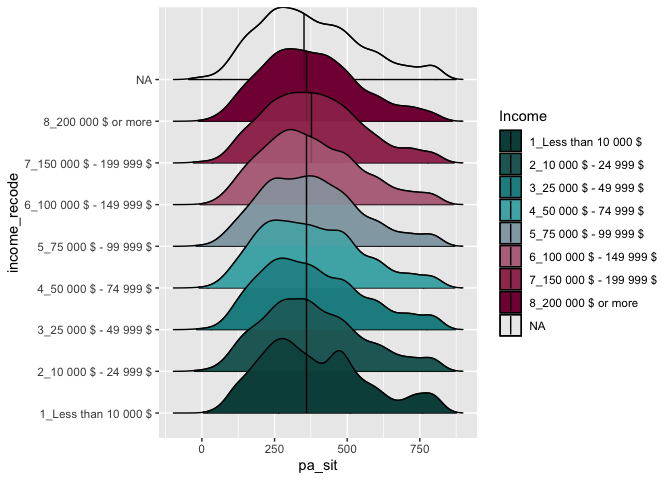 income_recode
NA
8_200 000 $ or more
7_150 000 $ - 199 999 $
6_100 000 $ - 149 999 $
5_75 000 $ - 99 999 $
4_50 000 $ - 74 999 $
3_25 000 $ - 49 999 $
2_10 000 $ - 24 999 $
1_Less than 10 000 $
0 250 500 750
pa_sit
Income
1_Less than 10 000 $
2_10 000 $ - 24 999 $
3_25 000 $ - 49 999 $
4_50 000 $ - 74 999 $
5_75 000 $ - 99 999 $
6_100 000 $ - 149 999 $
7_150 000 $ - 199 999 $
8_200 000 $ or more
NA